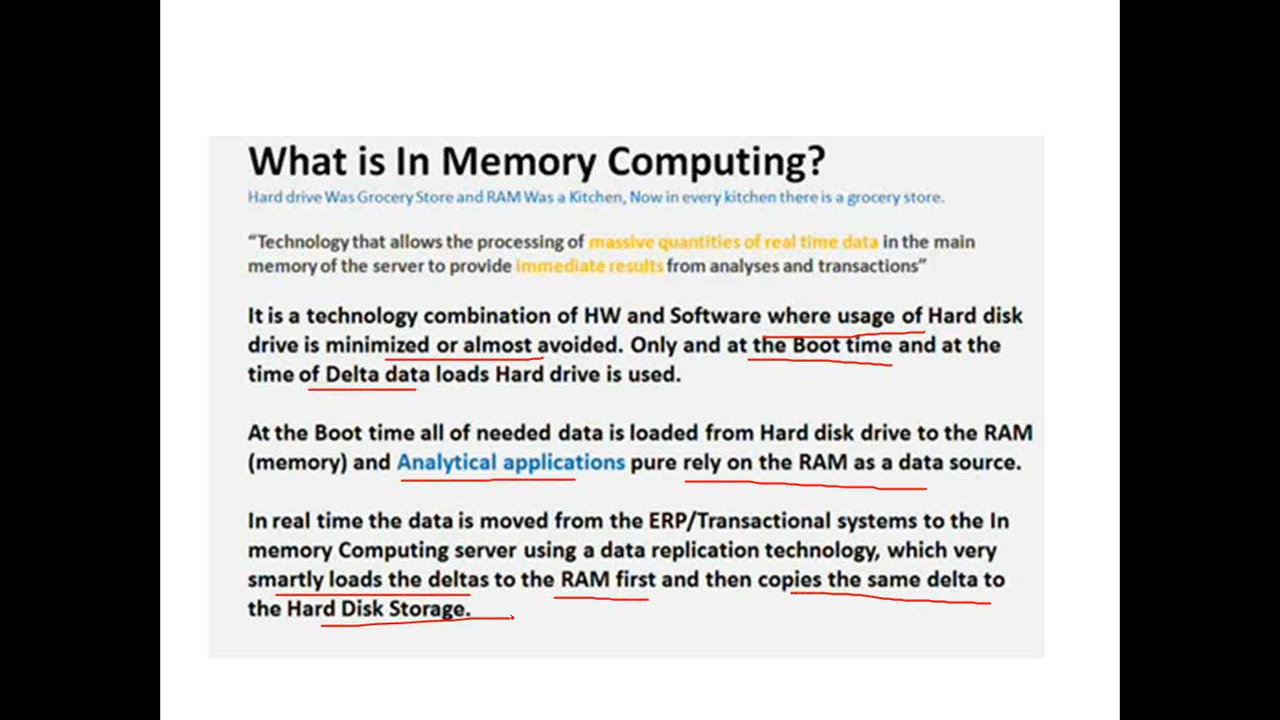 What is In Memory Computing?
Hard drive Was Grocery Store and RAM Was a Kitchen, Now in every kitchen there is a grocery store.
“Technology that allows the processing of massive quantities of real time data in the main
memory of the server to provide immediate results from analyses and transactions”
It is a technology combination of HW and Software where usage of Hard disk
drive is minimized or almost avoided. Only and at the Boot time and at the
time of Delta data loads Hard drive is used.
At the Boot time all of needed data is loaded from Hard disk drive to the RAM
(memory) and Analytical applications pure rely on the RAM as a data source.
In real time the data is moved from the ERP/Transactional systems to the In
memory Computing server using a data replication technology, which very
smartly loads the deltas to the RAM first and then copies the same delta to
the Hard Disk Storage.